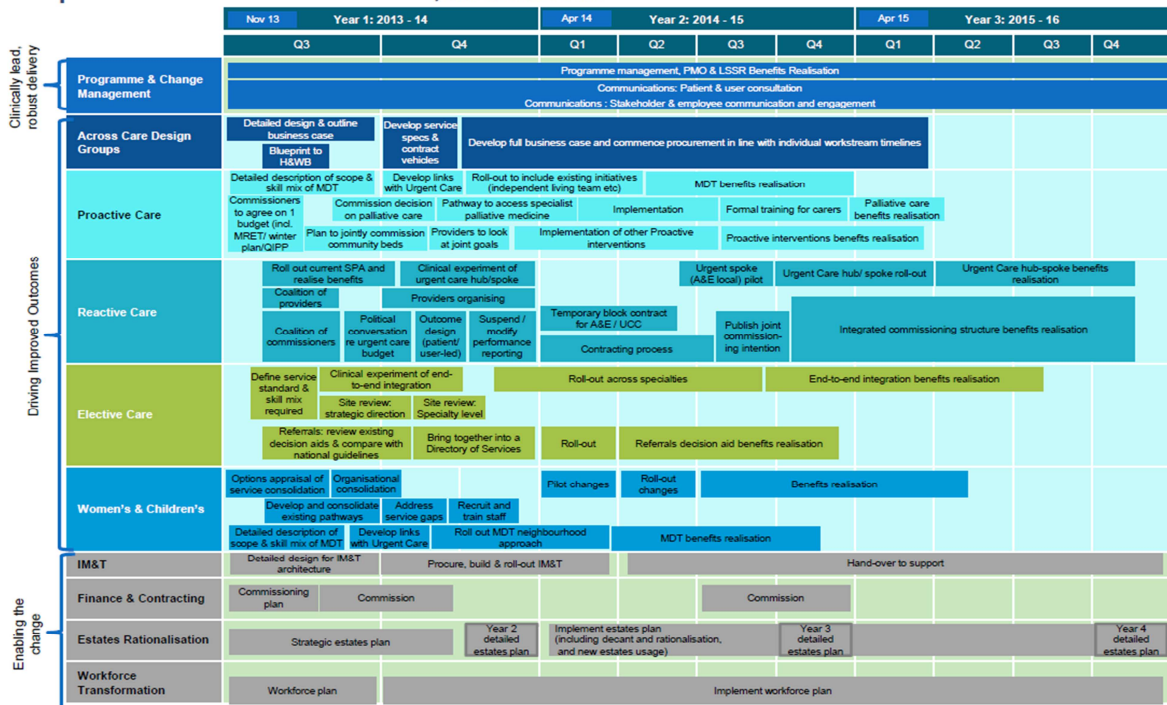 Nov 13
Year 1: 2013 - 14
Apr 14
Year 2: 2014 - 15
Apr 15
Year 3: 2015 - 16
Q3
Q4
Q1
Q2
Q3
Q4
Q1
Q2
Q3
Q4
Clinically lead,
robust delivery
Programme & Change
Management
Programme management, PMO & LSSR Benefits Realisation
Communications: Patient & user consultation
Communications : Stakeholder & employee communication and engagement
Driving Improved Outcomes
Across Care Design
Groups
Detailed design & outline
business case
Blueprint to
H&WB
Develop service
specs &
contract
vehicles
Develop full business case and commence procurement in line with individual workstream timelines
Proactive Care
Detailed description of scope &
skill mix of MDT
Develop links
with Urgent Care
Roll-out to include existing initiatives
(independent living team etc)
MDT benefits realisation
Commissioners
to agree on 1
budget (incl.
MRET/ winter
plan/QIPP
Commission decision
on palliative care
Pathway to access specialist
palliative medicine
Implementation
Formal training for carers
Palliative care
benefits realisation
Plan to jointly commission
community beds
Providers to look
at joint goals
Implementation of other Proactive
interventions
Proactive interventions benefits realisation
Reactive Care
Roll out current SPA and
realise benefits
Clinical experiment of
urgent care hub/spoke
Urgent spoke
(A&E local) pilot
Urgent Care hub/ spoke roll-out
Urgent Care hub-spoke benefits
realisation
Coalition of
providers
Providers organising
Coalition of
commissioners
Political
conversation
re urgent care
budget
Outcome
design
(patient/
user-led)
Suspend /
modify
performance
reporting
Temporary block contract
for A&E / UCC
Contracting process
Publish joint
commission-
ing intention
Integrated commissioning structure benefits realisation
Elective Care
Define service
standard &
skill mix
required
Clinical experiment of end-
to-end integration
Roll-out across specialties
End-to-end integration benefits realisation
Site review:
strategic direction
Site review:
Specialty level
Referrals: review existing
decision aids & compare with
national guidelines
Bring together into a
Directory of Services
Roll-out
Referrals decision aid benefits realisation
Women's & Children's
Options appraisal of
service consolidation
Organisational
consolidation
Pilot changes
Roll-out
changes
Benefits realisation
Develop and consolidate
existing pathways
Address
service gaps
Recruit and
train staff
Detailed description of
scope & skill mix of MDT
Develop links
with Urgent Care
Roll out MDT neighbourhood
approach
MDT benefits realisation
Enabling the
change
IM&T
Detailed design for IM&T
architecture
Procure, build & roll-out IM&T
Hand-over to support
Finance & Contracting
Commissioning
plan
Commission
Commission
Estates Rationalisation
Strategic estates plan
Year 2
detailed
estates plan
Implement estates plan
(including decant and rationalisation,
and new estates usage)
Year 3
detailed
estates plan
Year 4
detailed
estates plan
Workforce
Transformation
Workforce plan
Implement workforce plan